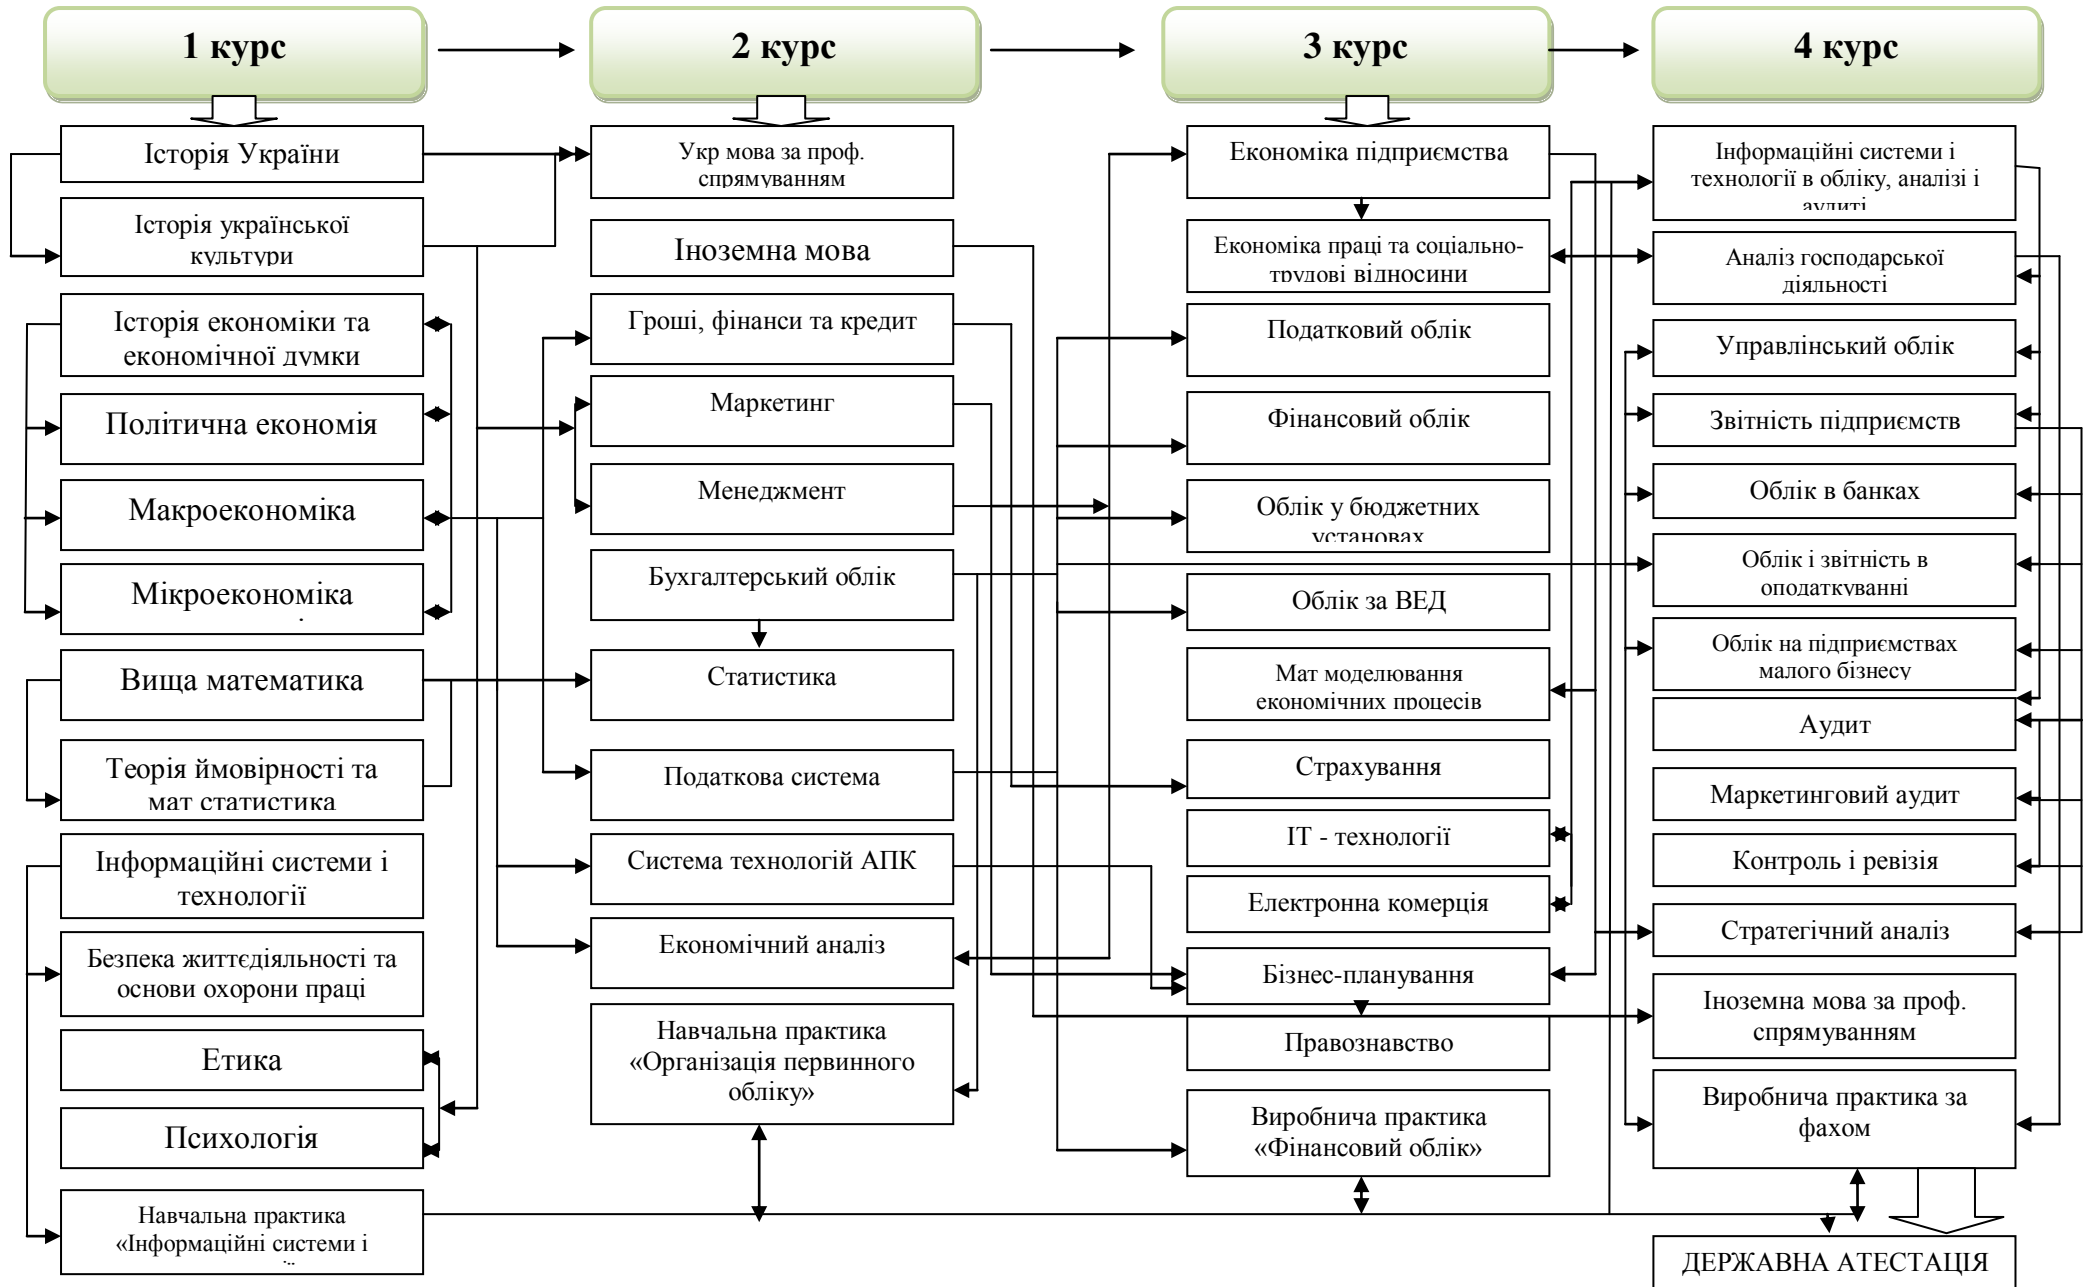 1 курс
2 курс
3 курс
4 курс
Історія України
Історія української
культури
Історія економіки та
економічної думки
Політична економія
Макроекономіка
Мікроекономіка
Вища математика
Теорія ймовірності та
мат статистика
Інформаційні системи і
технології
Безпека життєдіяльності та
основи охорони праці
Етика
Психологія
Навчальна практика
«Інформаційні системи і
Укр мова за проф.
спрямуванням
Іноземна мова
Гроші, фінанси та кредит
Маркетинг
Менеджмент
Бухгалтерський облік
Статистика
Податкова система
Система технологій АПК
Економічний аналіз
Навчальна практика
«Організація первинного
обліку»
Економіка підприємства
Економіка праці та соціально-
трудові відносини
Податковий облік
Фінансовий облік
Облік у бюджетних
установах
Облік за ВЕД
Мат моделювання
економічних процесів
Страхування
ІТ - технології
Електронна комерція
Бізнес-планування
Правознавство
Виробнича практика
«Фінансовий облік»
Інформаційні системи і
технології в обліку, аналізі і
аудиті
Аналіз господарської
діяльності
Управлінський облік
Звітність підприємств
Облік в банках
Облік і звітність в
оподаткуванні
Облік на підприємствах
малого бізнесу
Аудит
Маркетинговий аудит
Контроль і ревізія
Стратегічний аналіз
Іноземна мова за проф.
спрямуванням
Виробнича практика за
фахом
ДЕРЖАВНА АТЕСТАЦІЯ